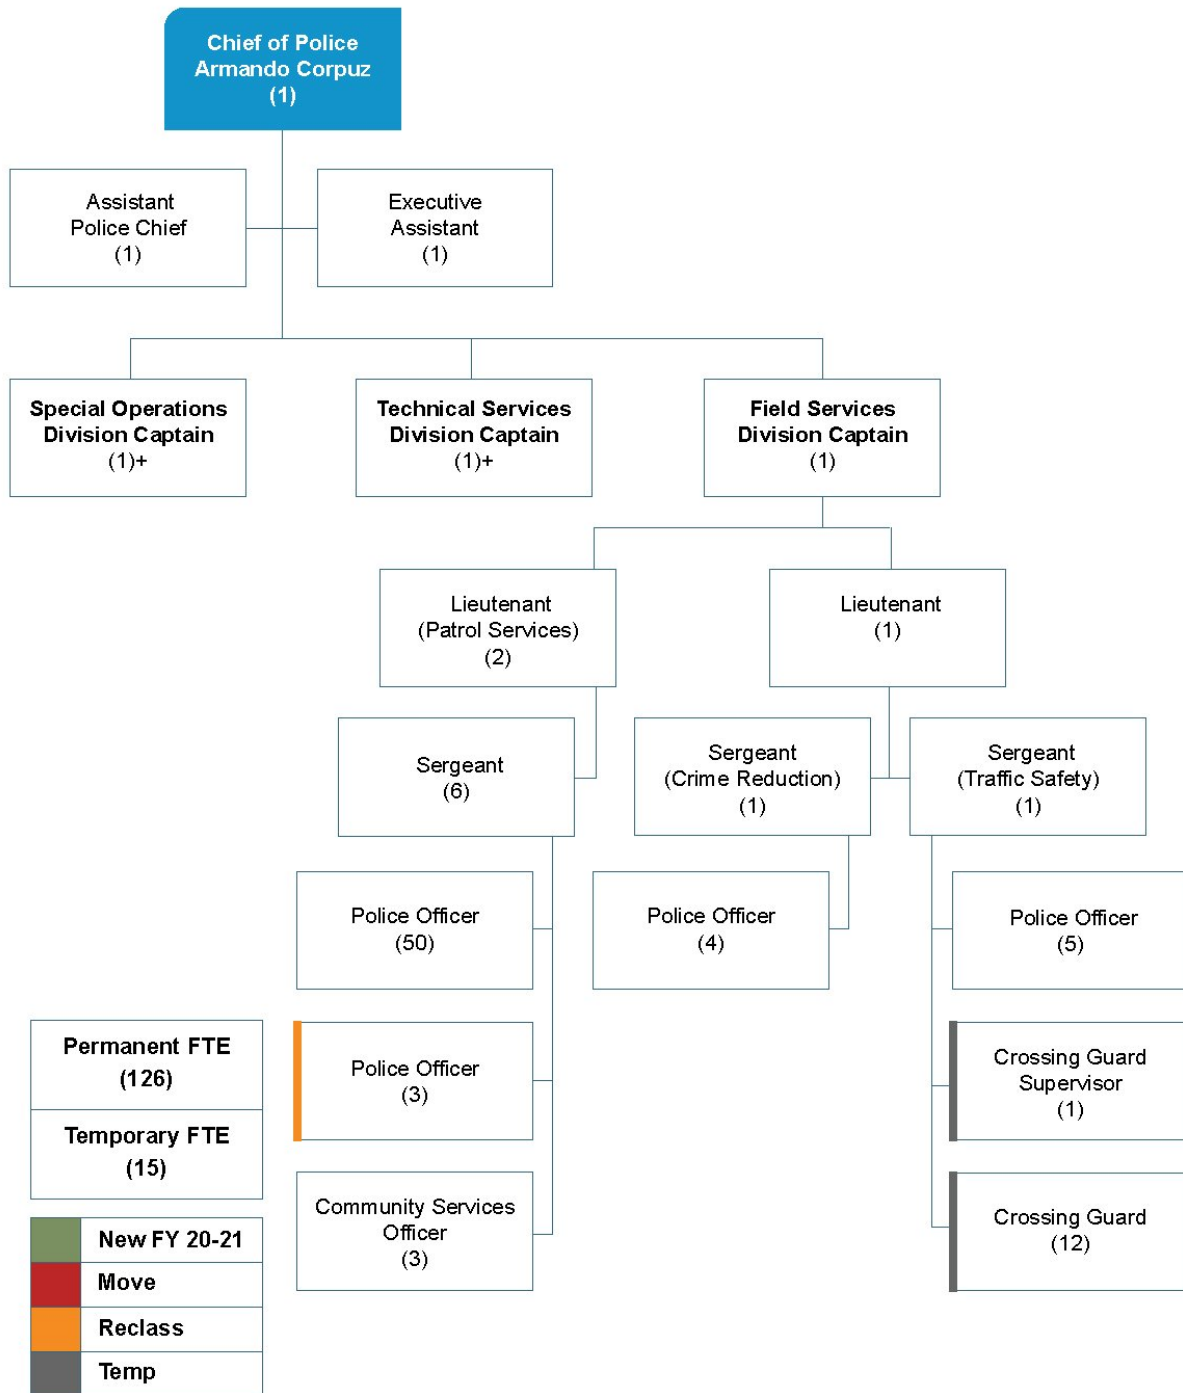 Chief of Police
Armando Corpuz
(1)
Assistant
Police Chief
(1)
Executive
Assistant
(1)
Special Operations
Division Captain
(1)+
Technical Services
Division Captain
(1)+
Field Services
Division Captain
(1)
Lieutenant
(Patrol Services)
(2)
Lieutenant
(1)
Sergeant
(6)
Sergeant
(Crime Reduction)
(1)
Sergeant
(Traffic Safety)
(1)
Police Officer
(50)
Police Officer
(4)
Police Officer
(5)
Police Officer
(3)
Crossing Guard
Supervisor
(1)
Community Services
Officer
(3)
Crossing Guard
(12)
Permanent FTE
(126)
Temporary FTE
(15)
New FY 20-21
Move
Reclass
Temp